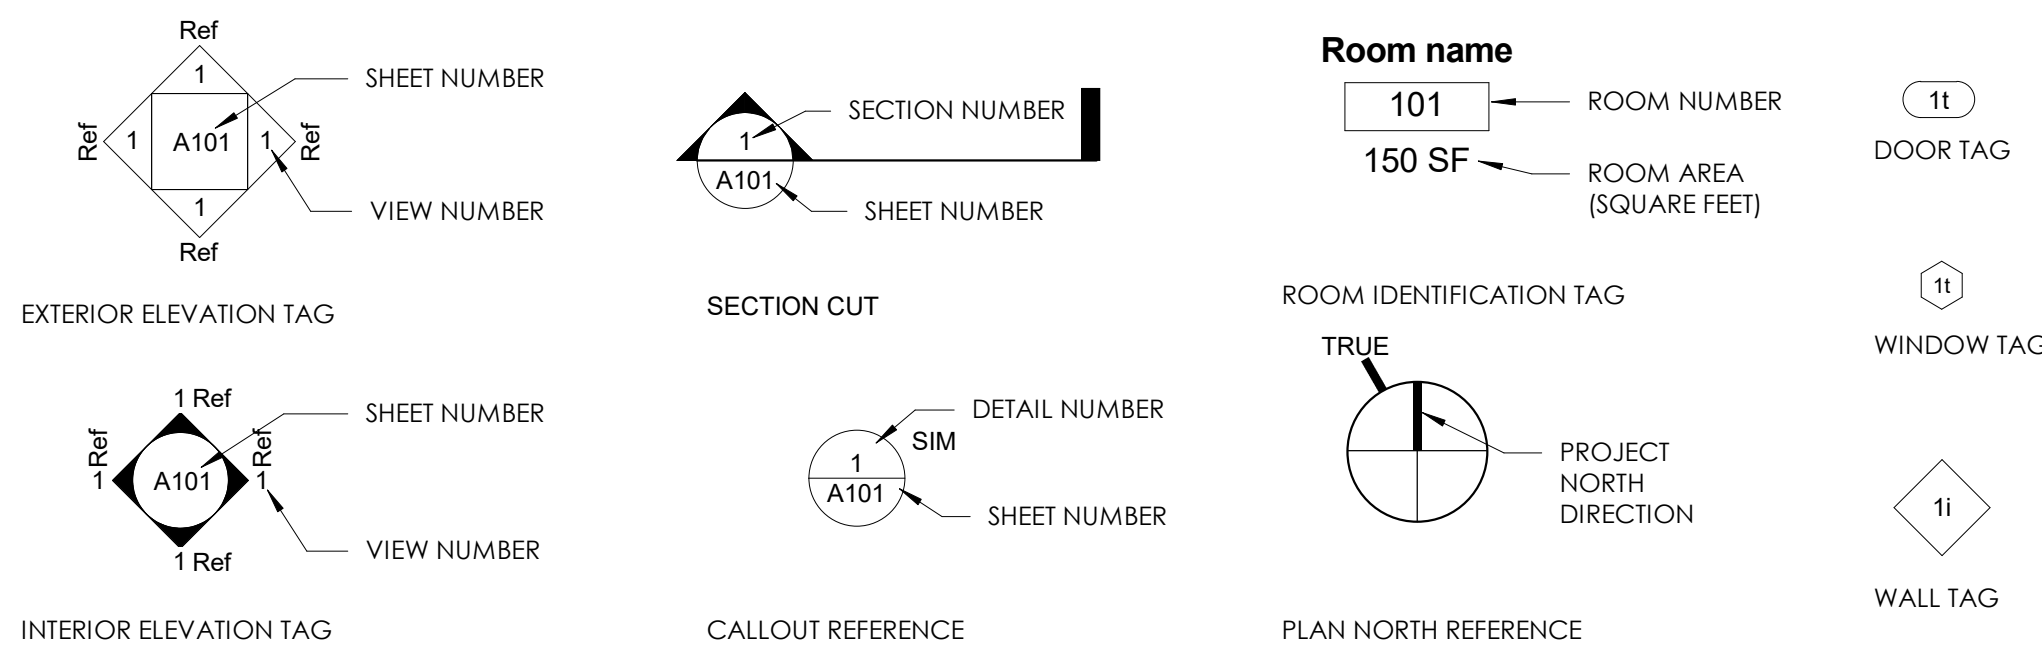 Ref
1
SHEET NUMBER
Ref
1
A101
1
Ref
1
VIEW NUMBER
Ref
EXTERIOR ELEVATION TAG
SECTION NUMBER
1
A101
SHEET NUMBER
SECTION CUT
Room name
101
ROOM NUMBER
150 SF
ROOM AREA
(SQUARE FEET)
ROOM IDENTIFICATION TAG
1t
DOOR TAG
1t
WINDOW TAG
1 Ref
SHEET NUMBER
1 Ref
A101
1 Ref
1 Ref
VIEW NUMBER
INTERIOR ELEVATION TAG
DETAIL NUMBER
SIM
1
A101
SHEET NUMBER
CALLOUT REFERENCE
TRUE
PROJECT
NORTH
DIRECTION
PLAN NORTH REFERENCE
1i
WALL TAG